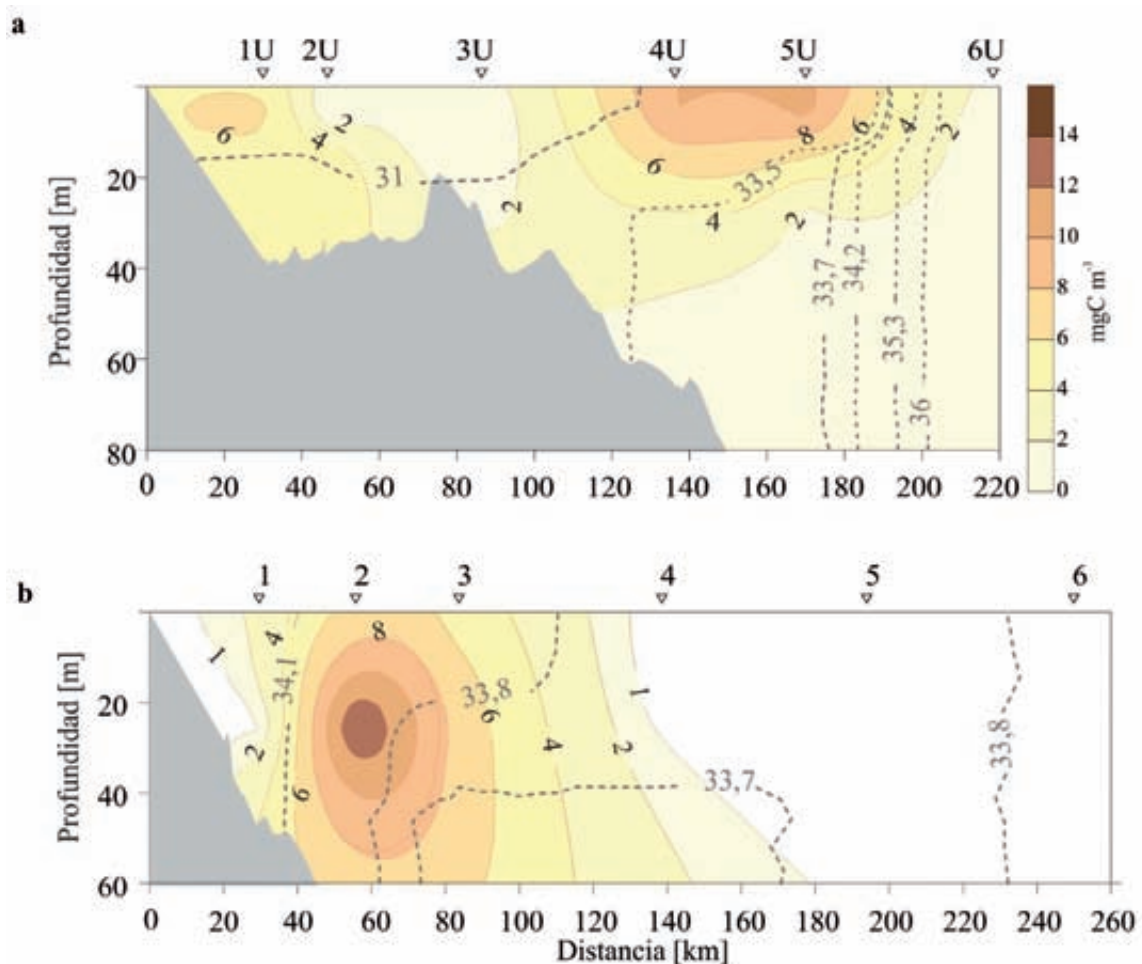 a
1U 2U 3U 4U 5U 6U
Profundidad [m]
20
40
60
80
0 20 40 60 80 100 120 140 160 180 200 220
6 4 2 31 2 6 4 33,5 8 6 4 2 2
33,7 34,2 35,3 36
14
12
10
8
6
4
2
0
mgC m⁻³
b
1 2 3 4 5 6
Profundidad [m]
20
40
60
1 4 8
34,1 33,8 6 1
2 6 4 2 33,7 33,8
0 20 40 60 80 100 120 140 160 180 200 220 240 260
Distancia [km]